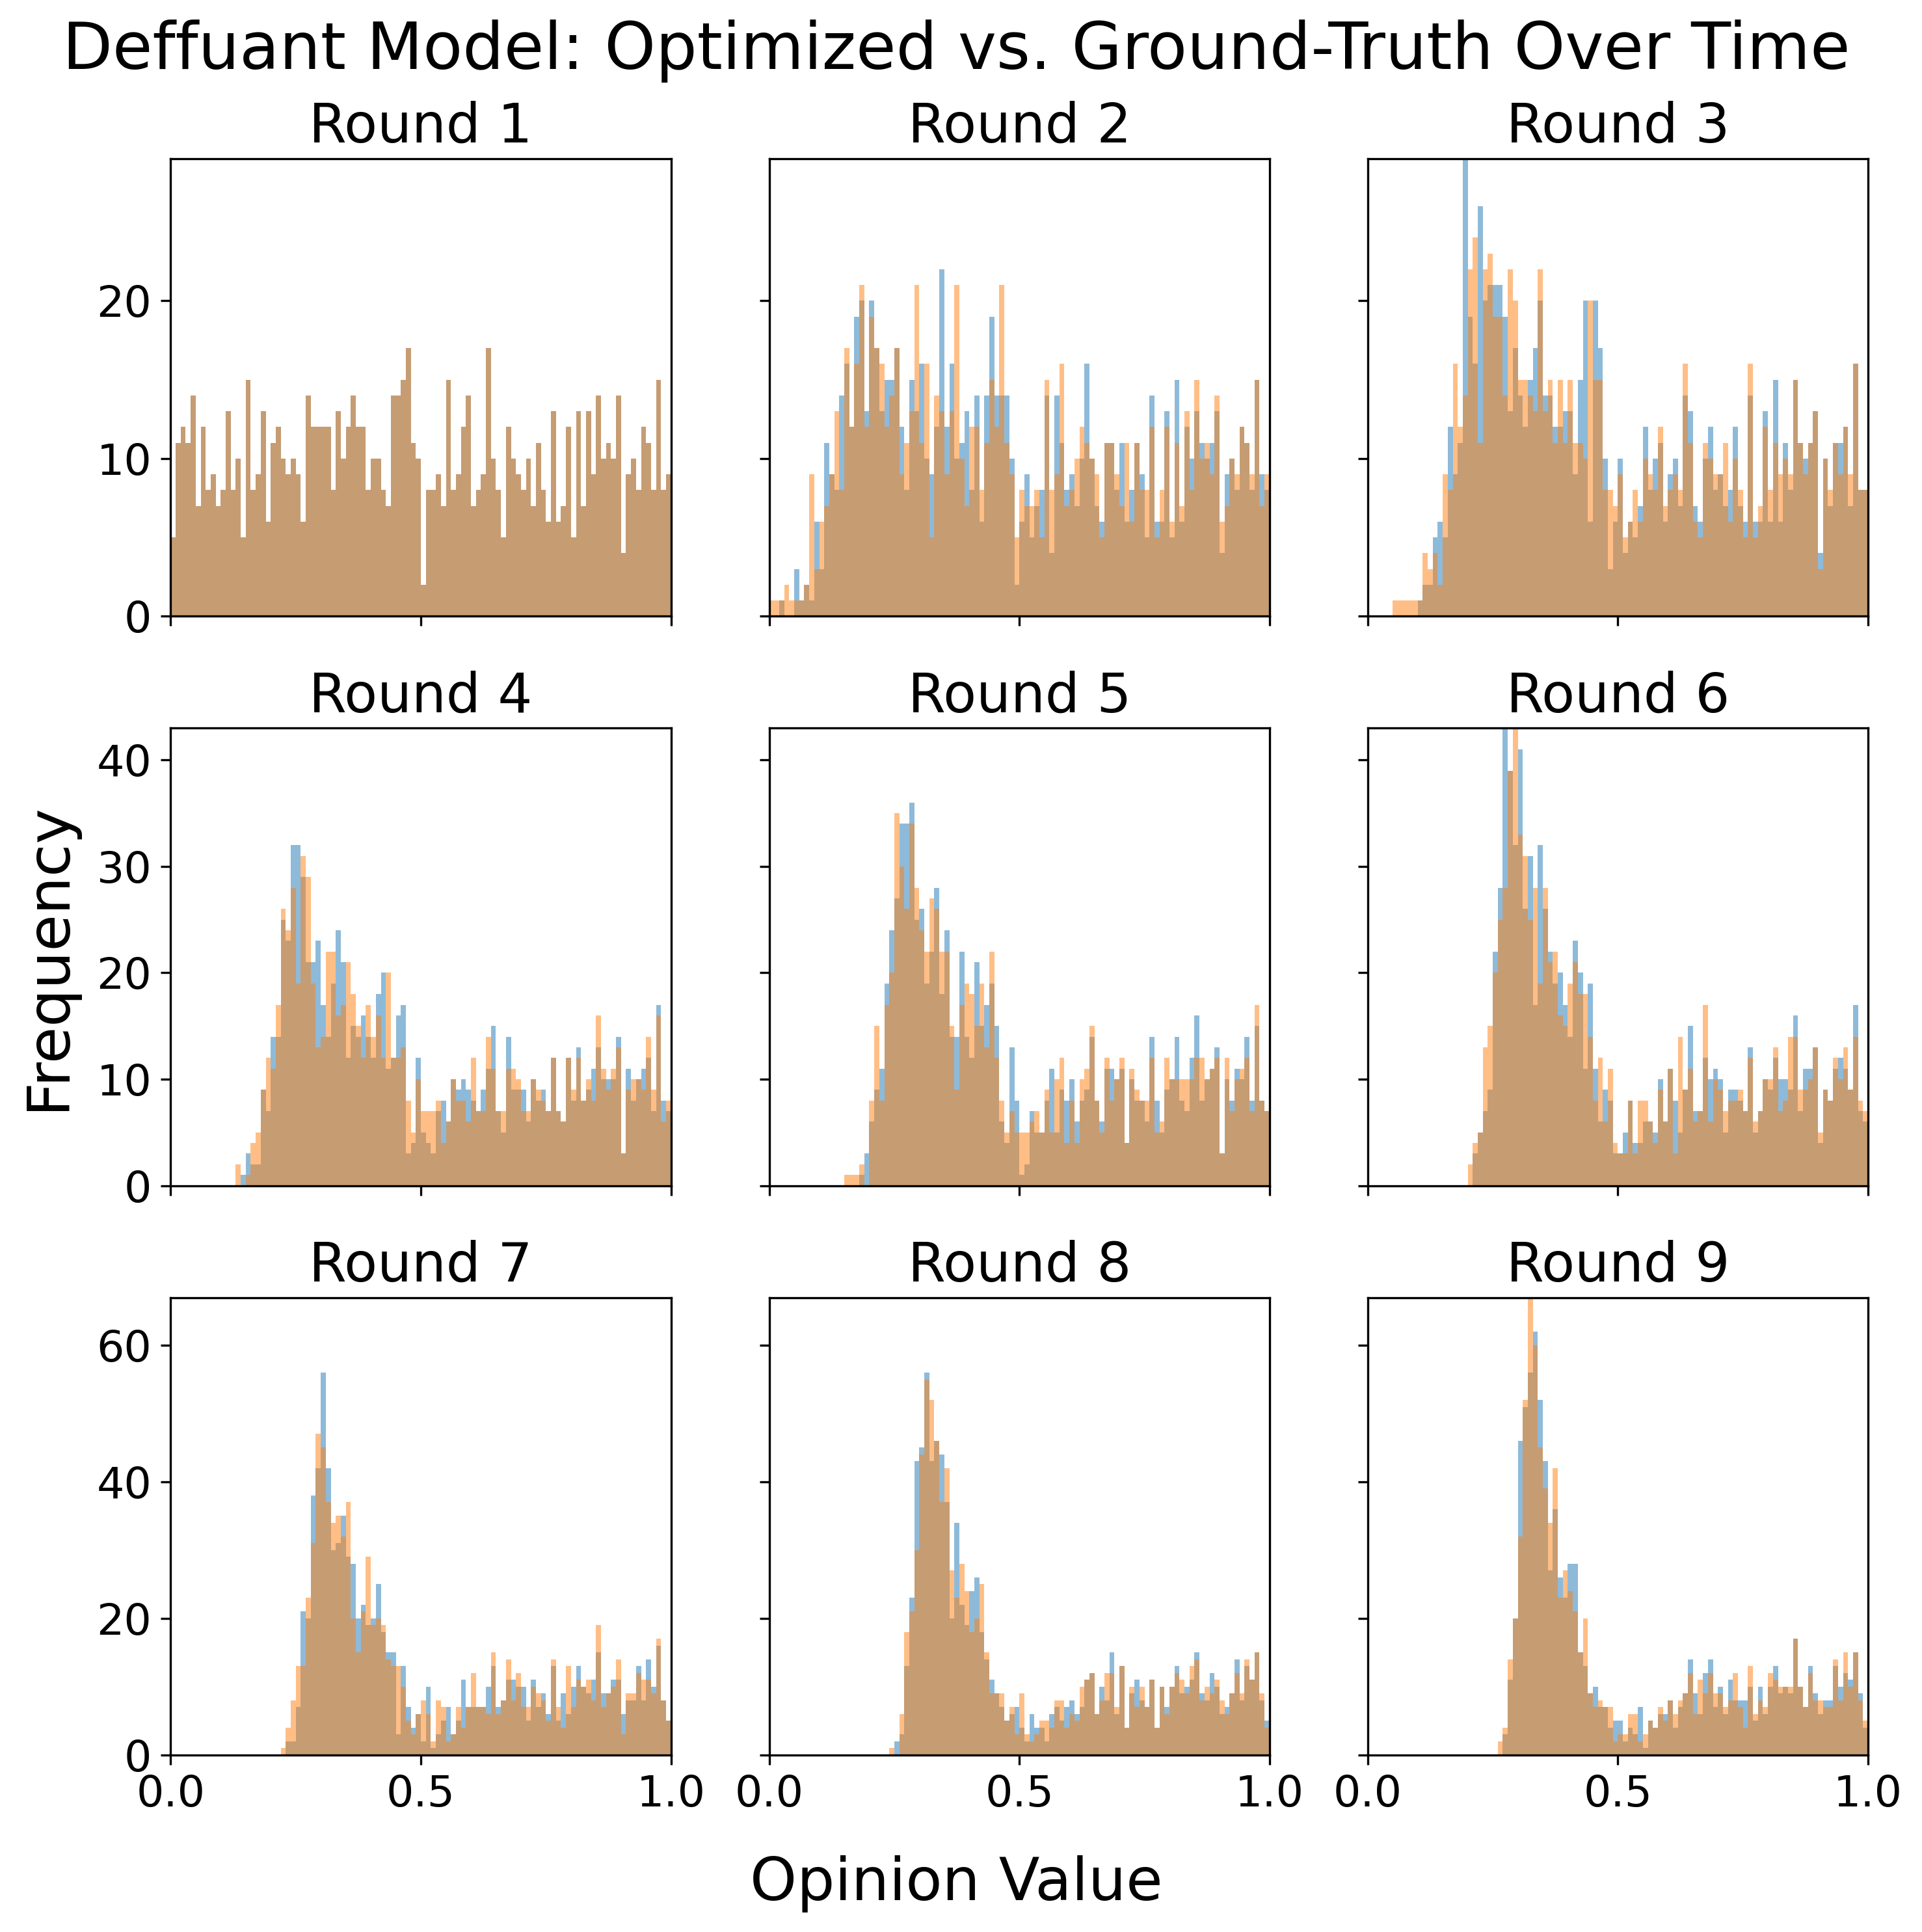 Deffuant Model: Optimized vs. Ground-Truth Over Time
Round 1
Round 2
Round 3
20
10
0
Round 4
Round 5
Round 6
40
30
20
10
0
Frequency
Round 7
Round 8
Round 9
60
40
20
0
0.0 0.5 1.0 0.0 0.5 1.0 0.0 0.5 1.0
Opinion Value